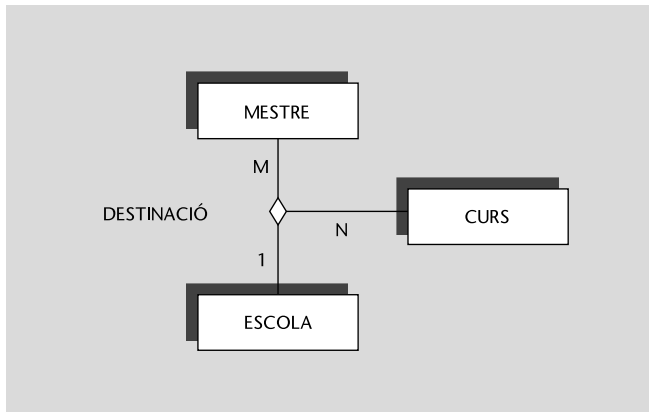 MESTRE
M
DESTINACIÓ
CURS
N
1
ESCOLA